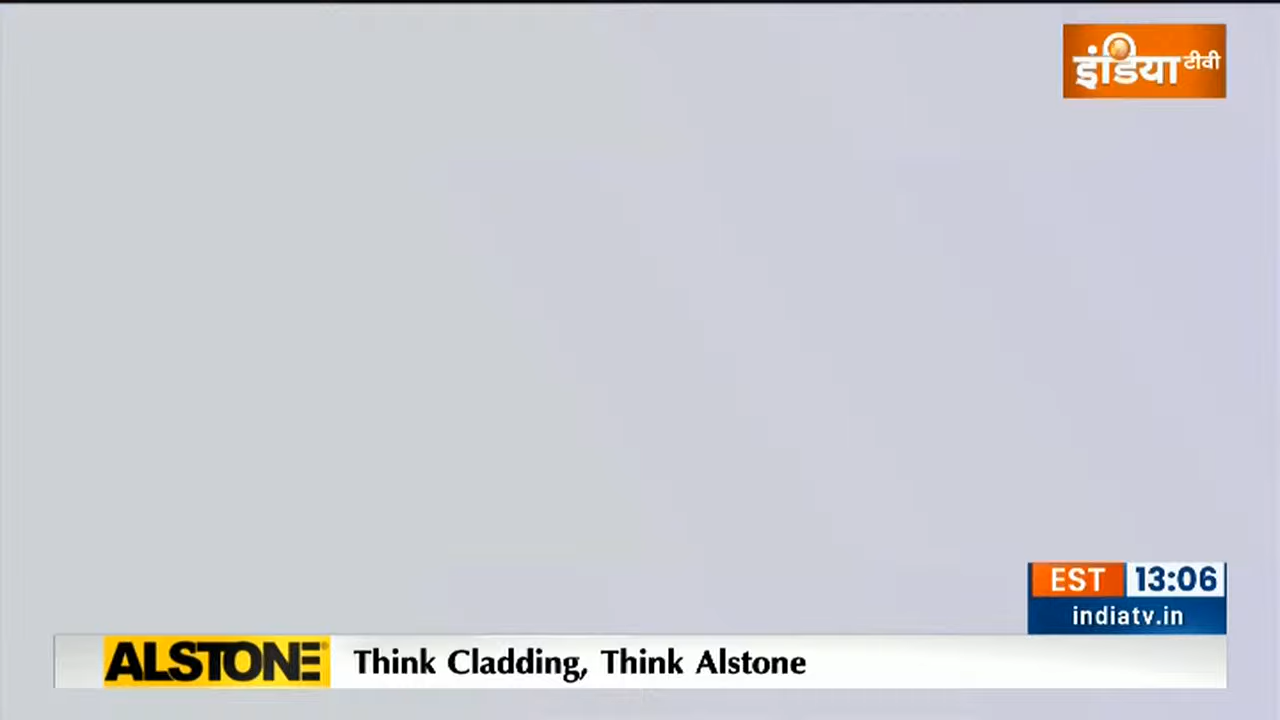 इंडिया टीवी
EST 13:06
indiatv.in
ALSTONE® Think Cladding, Think Alstone